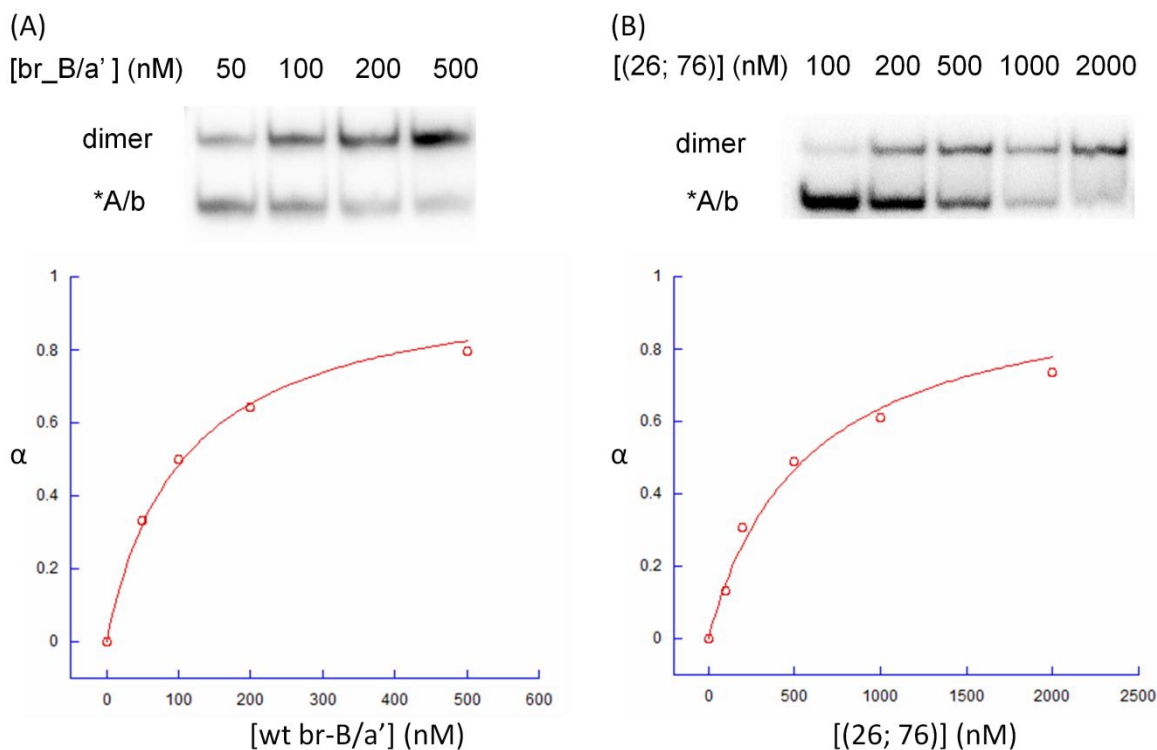 (A)
[br_B/a’ ] (nM) 50 100 200 500
dimer
*A/b
1
0.8
0.6
α
0.4
0.2
0
0 100 200 300 400 500 600
[wt br-B/a’] (nM)
(B)
[(26; 76)] (nM) 100 200 500 1000 2000
dimer
*A/b
1
0.8
0.6
α
0.4
0.2
0
0 500 1000 1500 2000 2500
[(26; 76)] (nM)